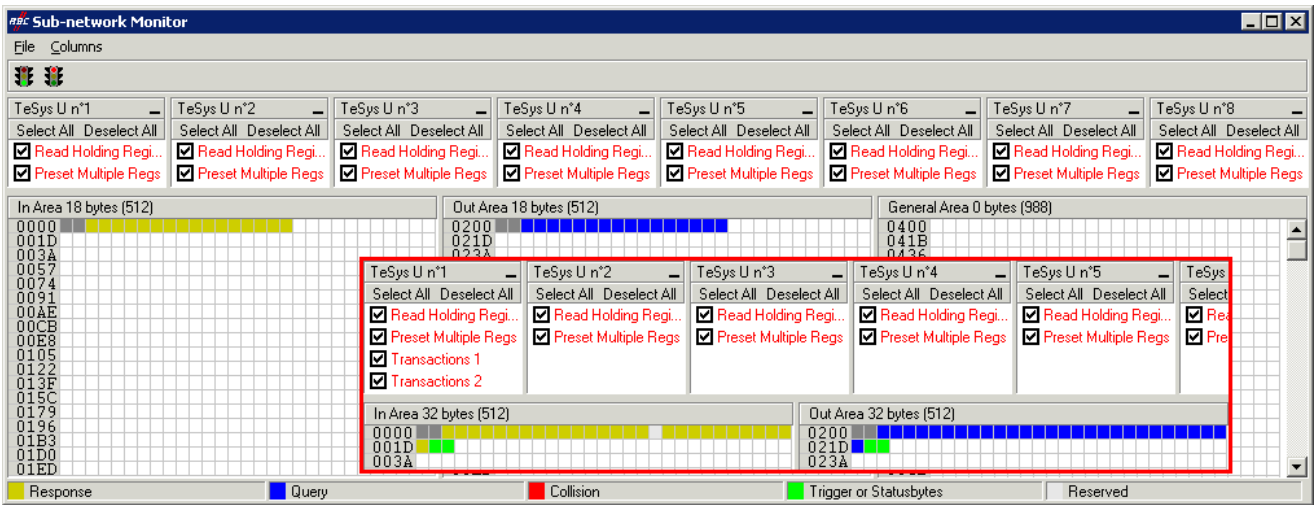 ABC Sub-network Monitor
File Columns
TeSys U n°1 TeSys U n°2 TeSys U n°3 TeSys U n°4 TeSys U n°5 TeSys U n°6 TeSys U n°7 TeSys U n°8
Select All Deselect All Select All Deselect All Select All Deselect All Select All Deselect All Select All Deselect All Select All Deselect All Select All Deselect All Select All Deselect All
Read Holding Regi... Read Holding Regi... Read Holding Regi... Read Holding Regi... Read Holding Regi... Read Holding Regi... Read Holding Regi... Read Holding Regi...
Preset Multiple Regs Preset Multiple Regs Preset Multiple Regs Preset Multiple Regs Preset Multiple Regs Preset Multiple Regs Preset Multiple Regs Preset Multiple Regs
In Area 18 bytes (512) Out Area 18 bytes (512) General Area 0 bytes (988)
0000 0200 0400
001D 021D 041B
003A 023A 0436
0057
0074
0091
00AE
00CB
00E8
0105
0122
013F
015C
0179
0196
01B3
01D0
01ED
TeSys U n°1 TeSys U n°2 TeSys U n°3 TeSys U n°4 TeSys U n°5 TeSys
Select All Deselect All Select All Deselect All Select All Deselect All Select All Deselect All Select All Deselect All Select
Read Holding Regi... Read Holding Regi... Read Holding Regi... Read Holding Regi... Read Holding Regi... Rea
Preset Multiple Regs Preset Multiple Regs Preset Multiple Regs Preset Multiple Regs Preset Multiple Regs Pre
Transactions 1
Transactions 2
In Area 32 bytes (512) Out Area 32 bytes (512)
0000 0200
001D 021D
003A 023A
Response Query Collision Trigger or Statusbytes Reserved